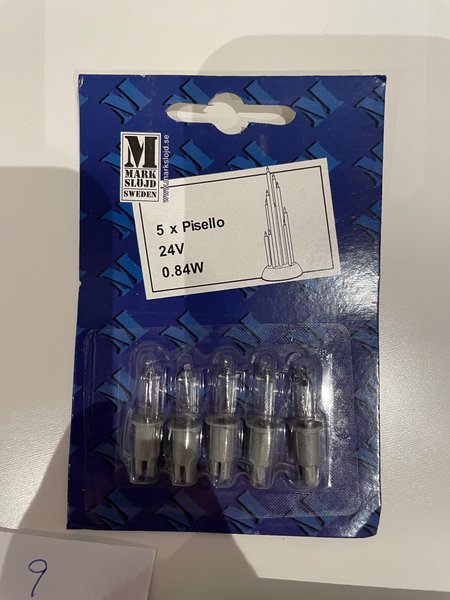 M
MARK
SLÖJD
SWEDEN
www.markslojd.se
5 x Pisello
24V
0.84W
9